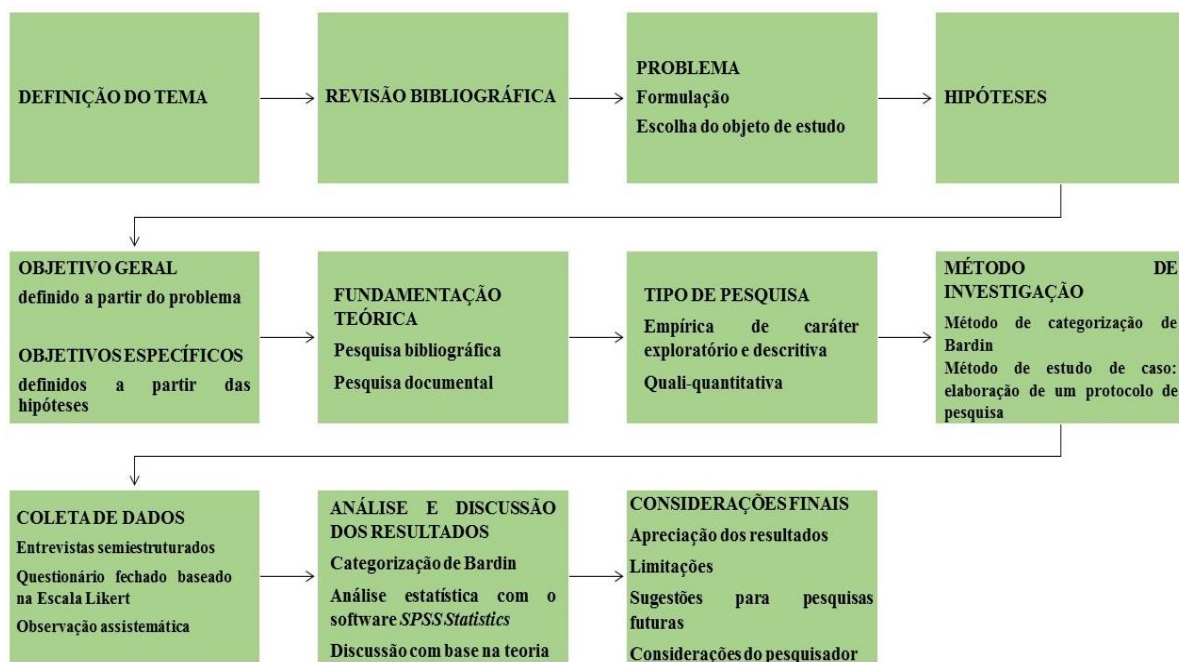 DEFINIÇÃO DO TEMA
REVISÃO BIBLIOGRÁFICA
PROBLEMA
Formulação
Escolha do objeto de estudo
HIPÓTESES
OBJETIVO GERAL
definido a partir do problema
OBJETIVOS ESPECÍFICOS
definidos a partir das
hipóteses
FUNDAMENTAÇÃO
TEÓRICA
Pesquisa bibliográfica
Pesquisa documental
TIPO DE PESQUISA
Empírica de caráter
exploratório e descritiva
Quali-quantitativa
MÉTODO DE
INVESTIGAÇÃO
Método de categorização de
Bardin
Método de estudo de caso:
elaboração de um protocolo de
pesquisa
COLETA DE DADOS
Entrevistas semiestruturados
Questionário fechado baseado
na Escala Likert
Observação assistemática
ANÁLISE E DISCUSSÃO
DOS RESULTADOS
Categorização de Bardin
Análise estatística com o
software SPSS Statistics
Discussão com base na teoria
CONSIDERAÇÕES FINAIS
Apreciação dos resultados
Limitações
Sugestões para pesquisas
futuras
Considerações do pesquisador